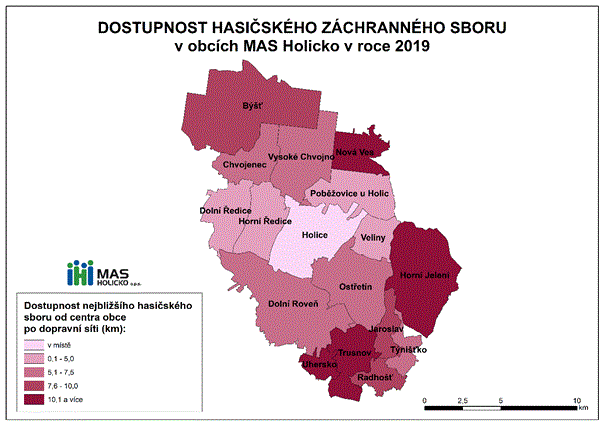 DOSTUPNOST HASIČSKÉHO ZÁCHRANNÉHO SBORU
v obcích MAS Holicko v roce 2019
Býšť
Vysoké Chvojno
Nová Ves
Chvojenec
Poběžovice u Holic
Dolní Ředice
Horní Ředice
Holice
Veliny
Horní Jelení
Ostřetín
Dolní Roveň
Jaroslav
Týnišťko
Trusnov
Uhersko
Radhošť
MAS
HOLICKO o.p.s.
Dostupnost nejbližšího hasičského
sboru od centra obce
po dopravní síti (km):
v místě
0,1 - 5,0
5,1 - 7,5
7,6 - 10,0
10,1 a více
0 2,5 5 10
km